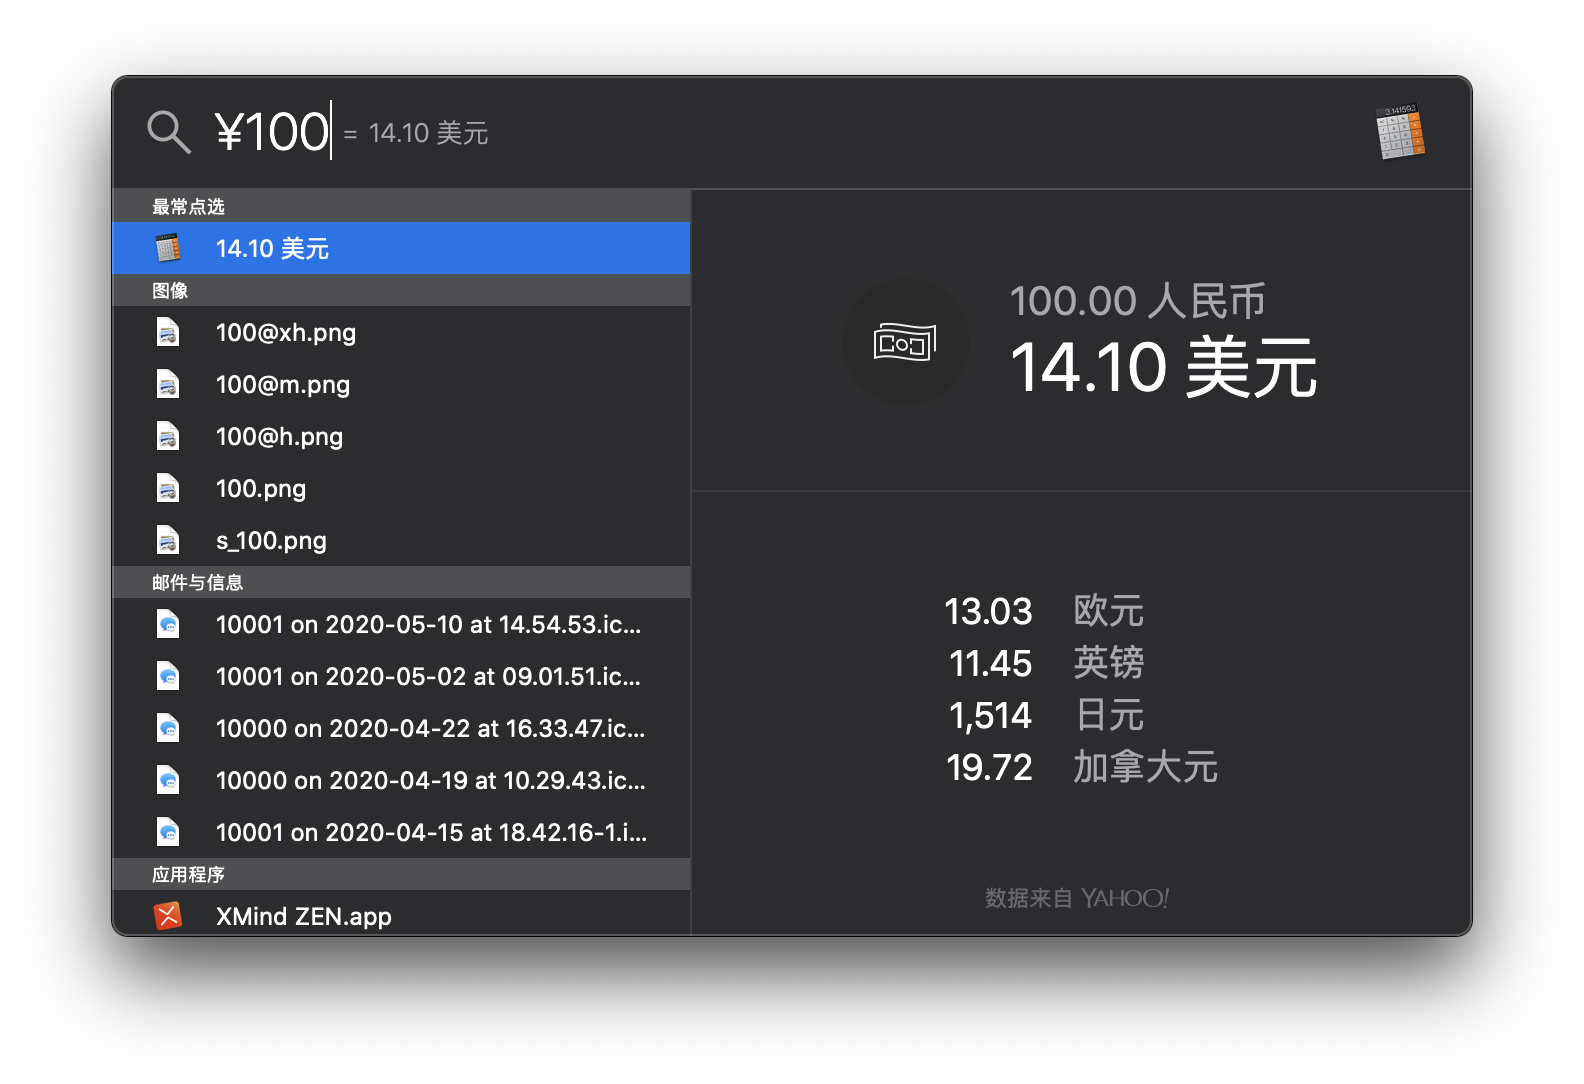 ¥100 = 14.10 美元
3.141593
最常点选
14.10 美元
图像
100@xh.png
100@m.png
100@h.png
100.png
s_100.png
邮件与信息
10001 on 2020-05-10 at 14.54.53.ic...
10001 on 2020-05-02 at 09.01.51.ic...
10000 on 2020-04-22 at 16.33.47.ic...
10000 on 2020-04-19 at 10.29.43.ic...
10001 on 2020-04-15 at 18.42.16-1.i...
应用程序
XMind ZEN.app
100.00 人民币
14.10 美元
13.03 欧元
11.45 英镑
1,514 日元
19.72 加拿大元
数据来自 YAHOO!